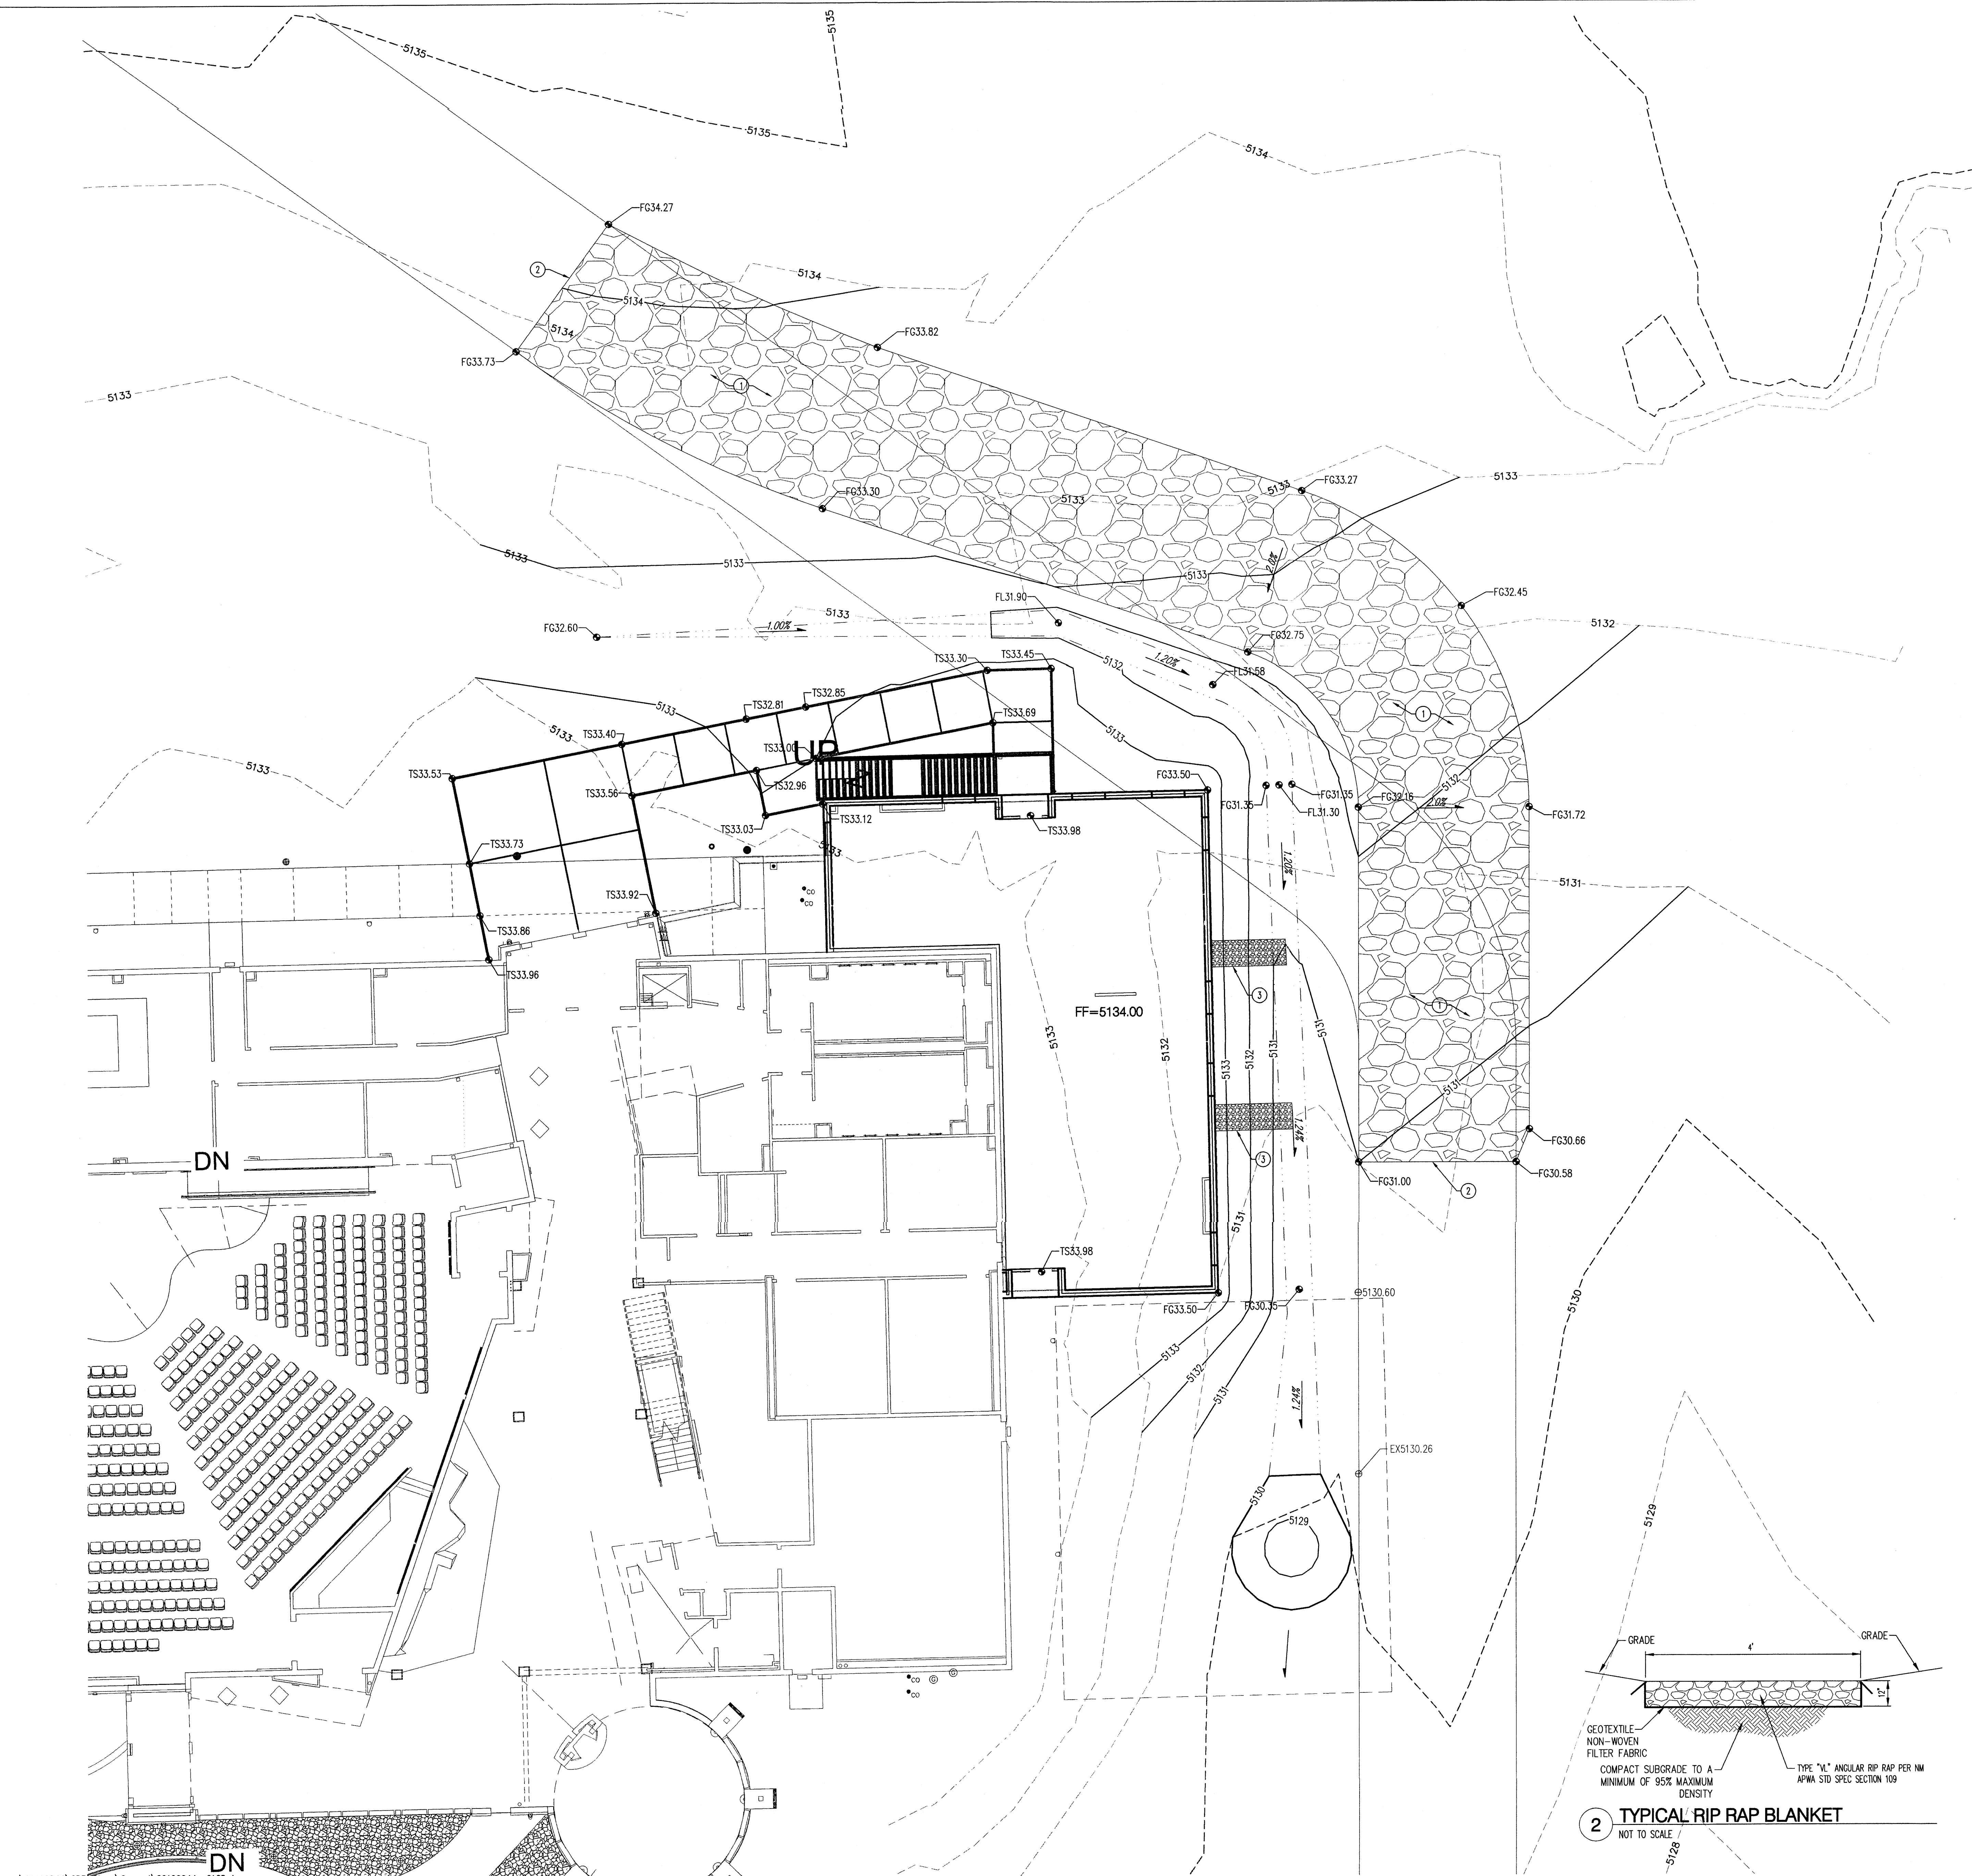 5135
5135
5135
5134
FG34.27
2
5134
5134
5134
FG33.82
FG33.73
1
5133
FG33.30
5133
5133
FG33.27
5133
5133
5133
5133
2.0%
FL31.90
FG32.45
5133
FG32.60
1.00%
5132
FG32.75
TS33.30
TS33.45
5132
1.20%
FL31.58
TS32.85
5133
TS32.81
TS33.69
1
TS33.40
5133
UP
TS33.00
5133
5133
TS33.53
FG33.50
5132
TS33.56
TS32.96
FG31.35
FL31.30
FG31.35
FG32.16
2.0%
FG31.72
TS33.03
TS33.12
TS33.98
TS33.73
5133
1.20%
5131
CO
CO
TS33.92
TS33.86
TS33.96
3
1
FF=5134.00
5133
5132
5133
5132
5131
5131
5131
1.24%
FG30.66
3
DN
FG31.00
FG30.58
2
5131
TS33.98
FG33.50
FG30.35
5130.60
5130
5133
5132
5131
1.24%
EX5130.26
5130
5129
5129
GRADE
4'
GRADE
12"
GEOTEXTILE
NON-WOVEN
FILTER FABRIC
COMPACT SUBGRADE TO A
MINIMUM OF 95% MAXIMUM
DENSITY
TYPE "VL" ANGULAR RIP RAP PER NM
APWA STD SPEC SECTION 109
CO
CO
G
G
2 TYPICAL RIP RAP BLANKET
NOT TO SCALE
5128
DN